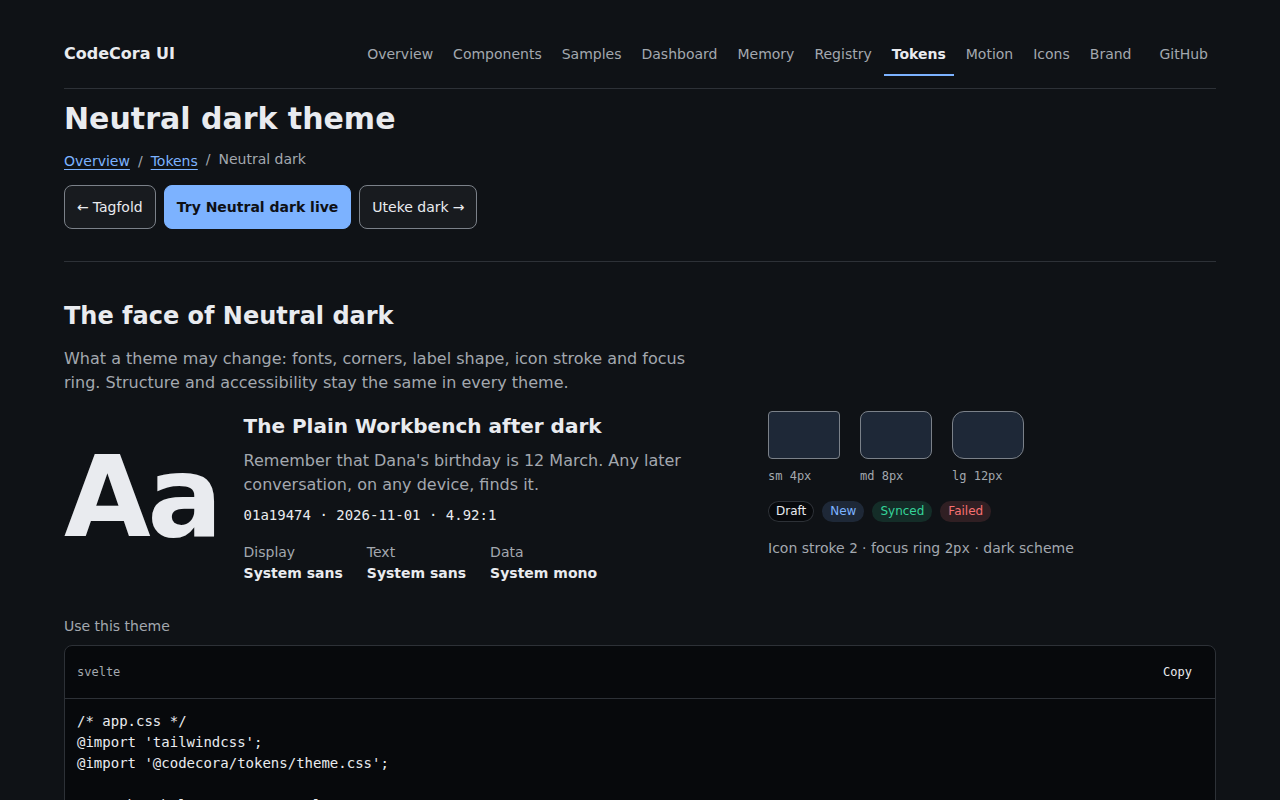 CodeCora UI
Overview Components Samples Dashboard Memory Registry Tokens Motion Icons Brand GitHub
Neutral dark theme
Overview / Tokens / Neutral dark
← Tagfold Try Neutral dark live Uteke dark →
The face of Neutral dark
What a theme may change: fonts, corners, label shape, icon stroke and focus
ring. Structure and accessibility stay the same in every theme.
Aa
The Plain Workbench after dark
Remember that Dana's birthday is 12 March. Any later
conversation, on any device, finds it.
01a19474 · 2026-11-01 · 4.92:1
Display Text Data
System sans System sans System mono
sm 4px md 8px lg 12px
Draft New Synced Failed
Icon stroke 2 · focus ring 2px · dark scheme
Use this theme
svelte Copy
/* app.css */
@import 'tailwindcss';
@import '@codecora/tokens/theme.css';